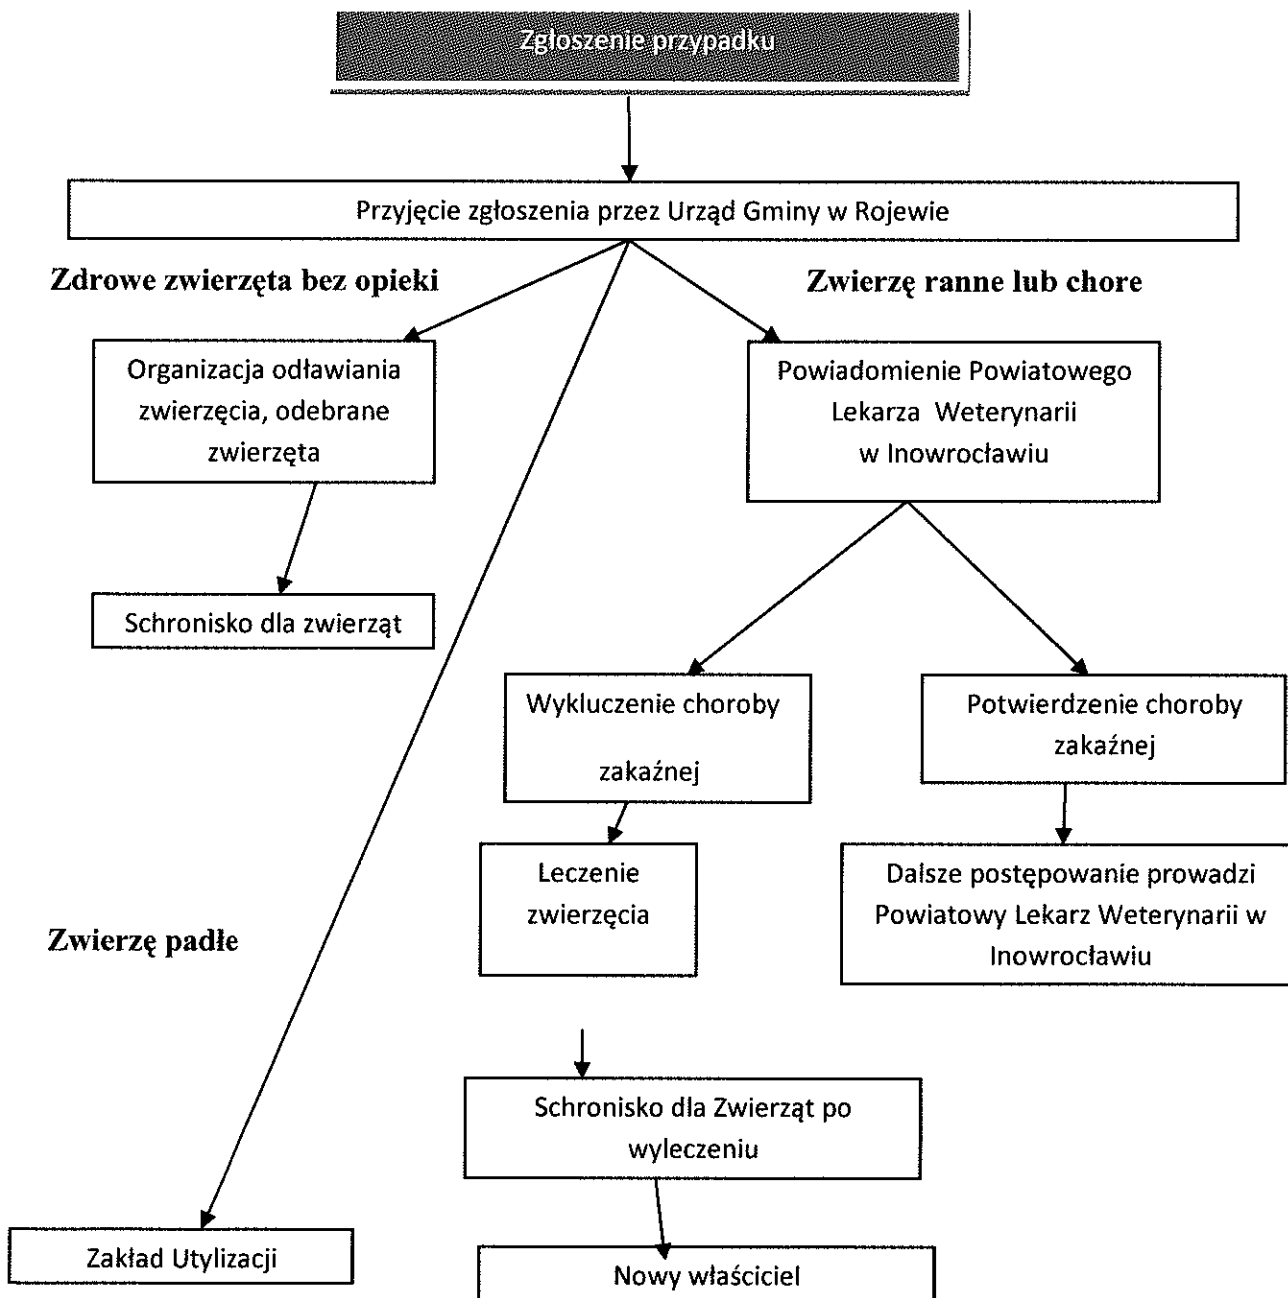 Zgłoszenie przypadku
Przyjęcie zgłoszenia przez Urząd Gminy w Rojewie
Zdrowe zwierzęta bez opieki
Zwierzę ranne lub chore
Organizacja odławiania
zwierzęcia, odebrane
zwierzęta
Powiadomienie Powiatowego
Lekarza Weterynarii
w Inowrocławiu
Schronisko dla zwierząt
Wykluczenie choroby
zakaźnej
Potwierdzenie choroby
zakaźnej
Leczenie
zwierzęcia
Dalsze postępowanie prowadzi
Powiatowy Lekarz Weterynarii w
Inowrocławiu
Zwierzę padłe
Schronisko dla Zwierząt po
wyleczeniu
Zakład Utylizacji
Nowy właściciel